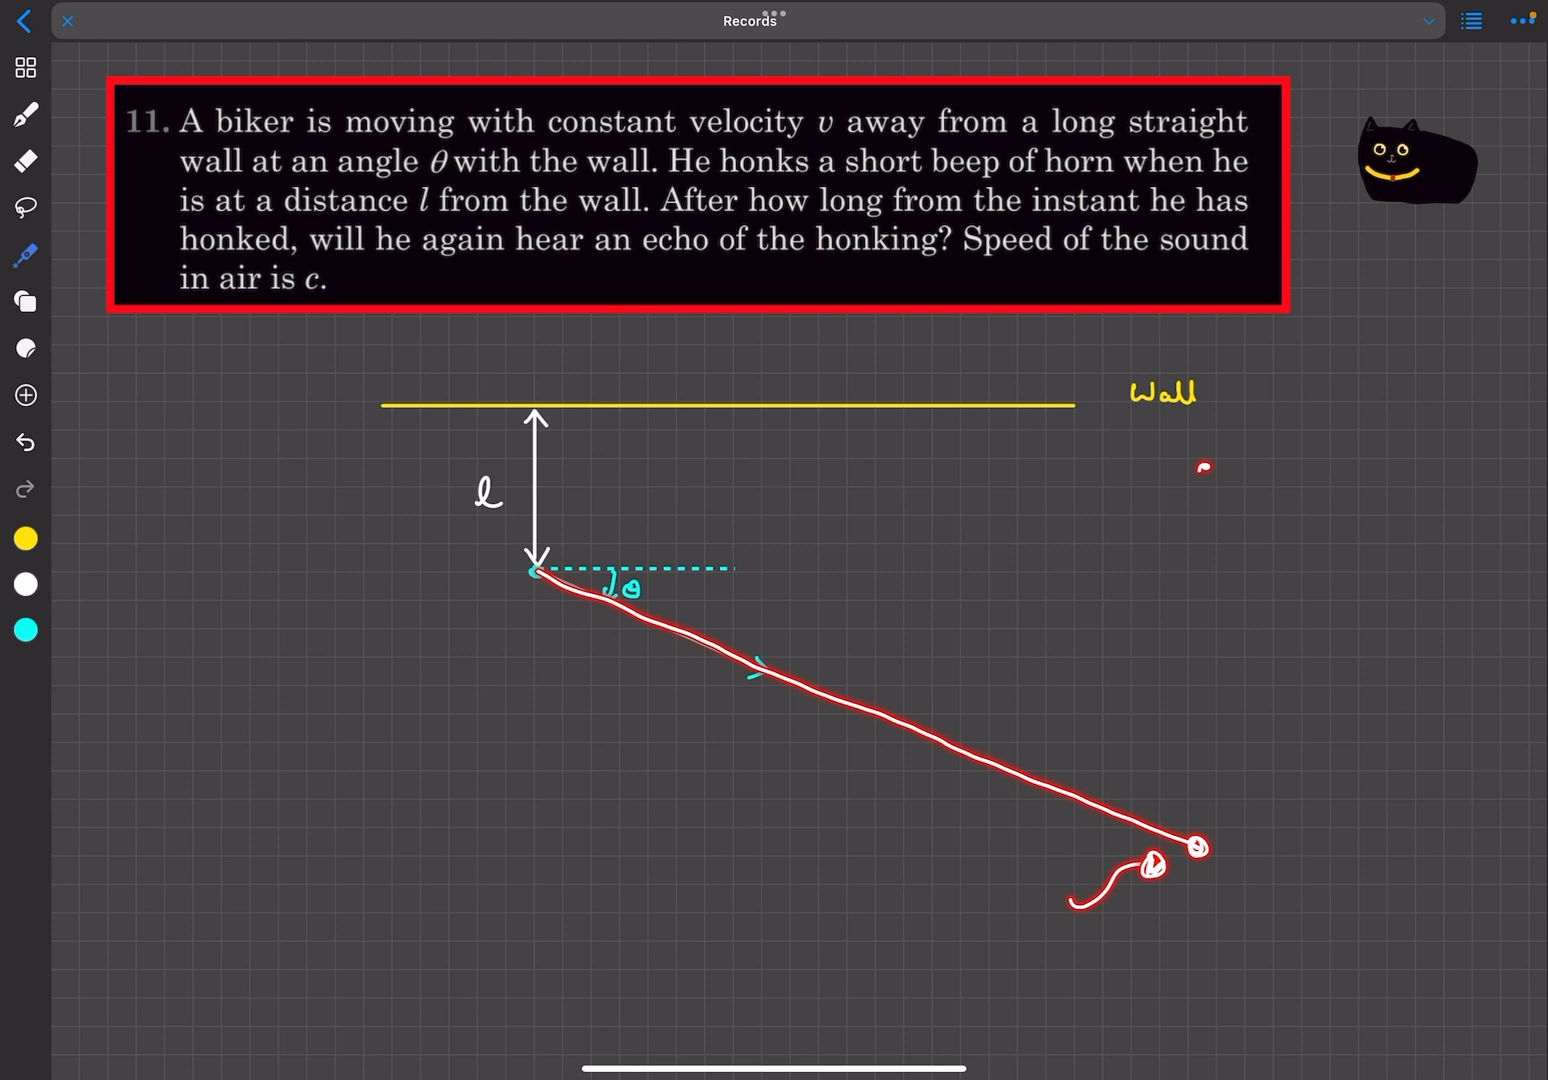 Records
11. A biker is moving with constant velocity v away from a long straight
wall at an angle θ with the wall. He honks a short beep of horn when he
is at a distance l from the wall. After how long from the instant he has
honked, will he again hear an echo of the honking? Speed of the sound
in air is c.
Wall
l
θ